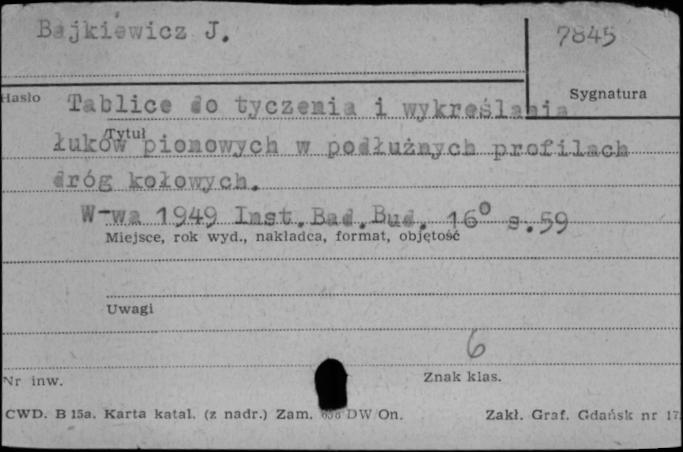 Bajkiewicz J.
7845
Hasło
Sygnatura
Tablice do tyczenia i wykreślania
Tytuł
łuków pionowych w podłużnych profilach
dróg kołowych.
W-wa 1949 Inst.Bad.Bud. 16° s.59
Miejsce, rok wyd., nakładca, format, objętość
Uwagi
6
Nr inw.
Znak klas.
CWD. B 15a. Karta katal. (z nadr.) Zam. DW/On.
Zakł. Graf. Gdańsk nr 17